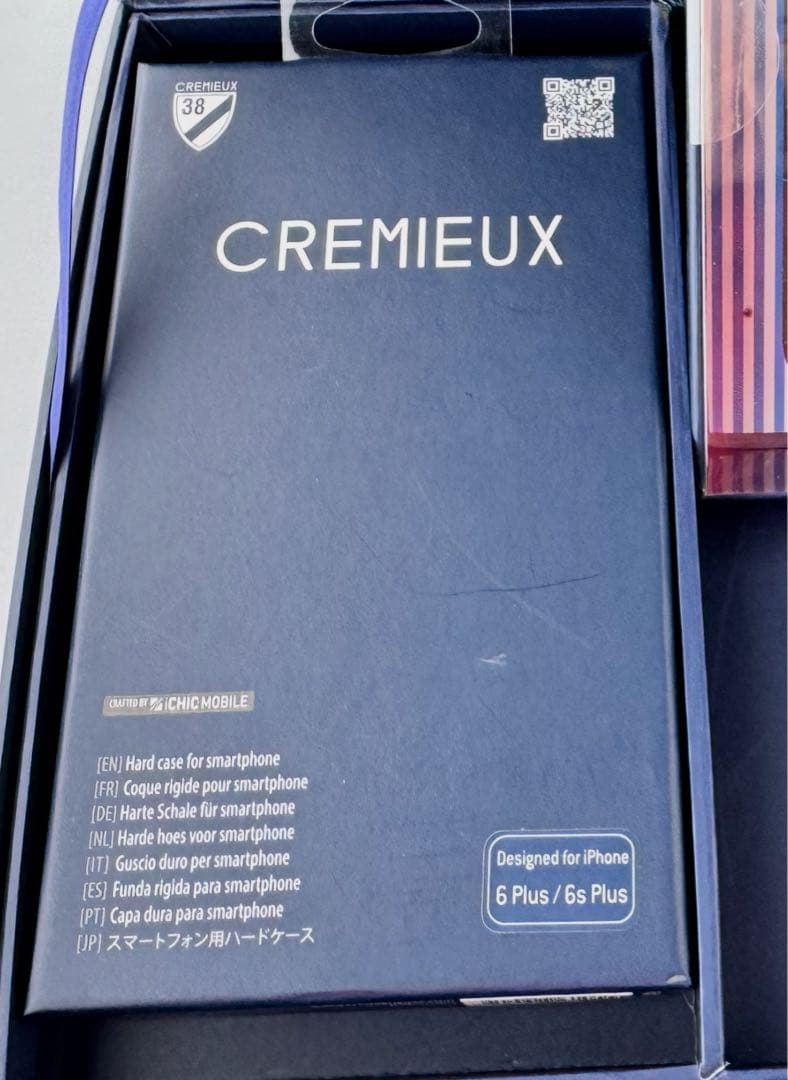 CREMIEUX
38
CREMIEUX
CRAFTED BY iCHIC MOBILE
[EN] Hard case for smartphone
[FR] Coque rigide pour smartphone
[DE] Harte Schale für smartphone
[NL] Harde hoes voor smartphone
[IT] Guscio duro per smartphone
[ES] Funda rigida para smartphone
[PT] Capa dura para smartphone
[JP] スマートフォン用ハードケース
Designed for iPhone
6 Plus / 6s Plus